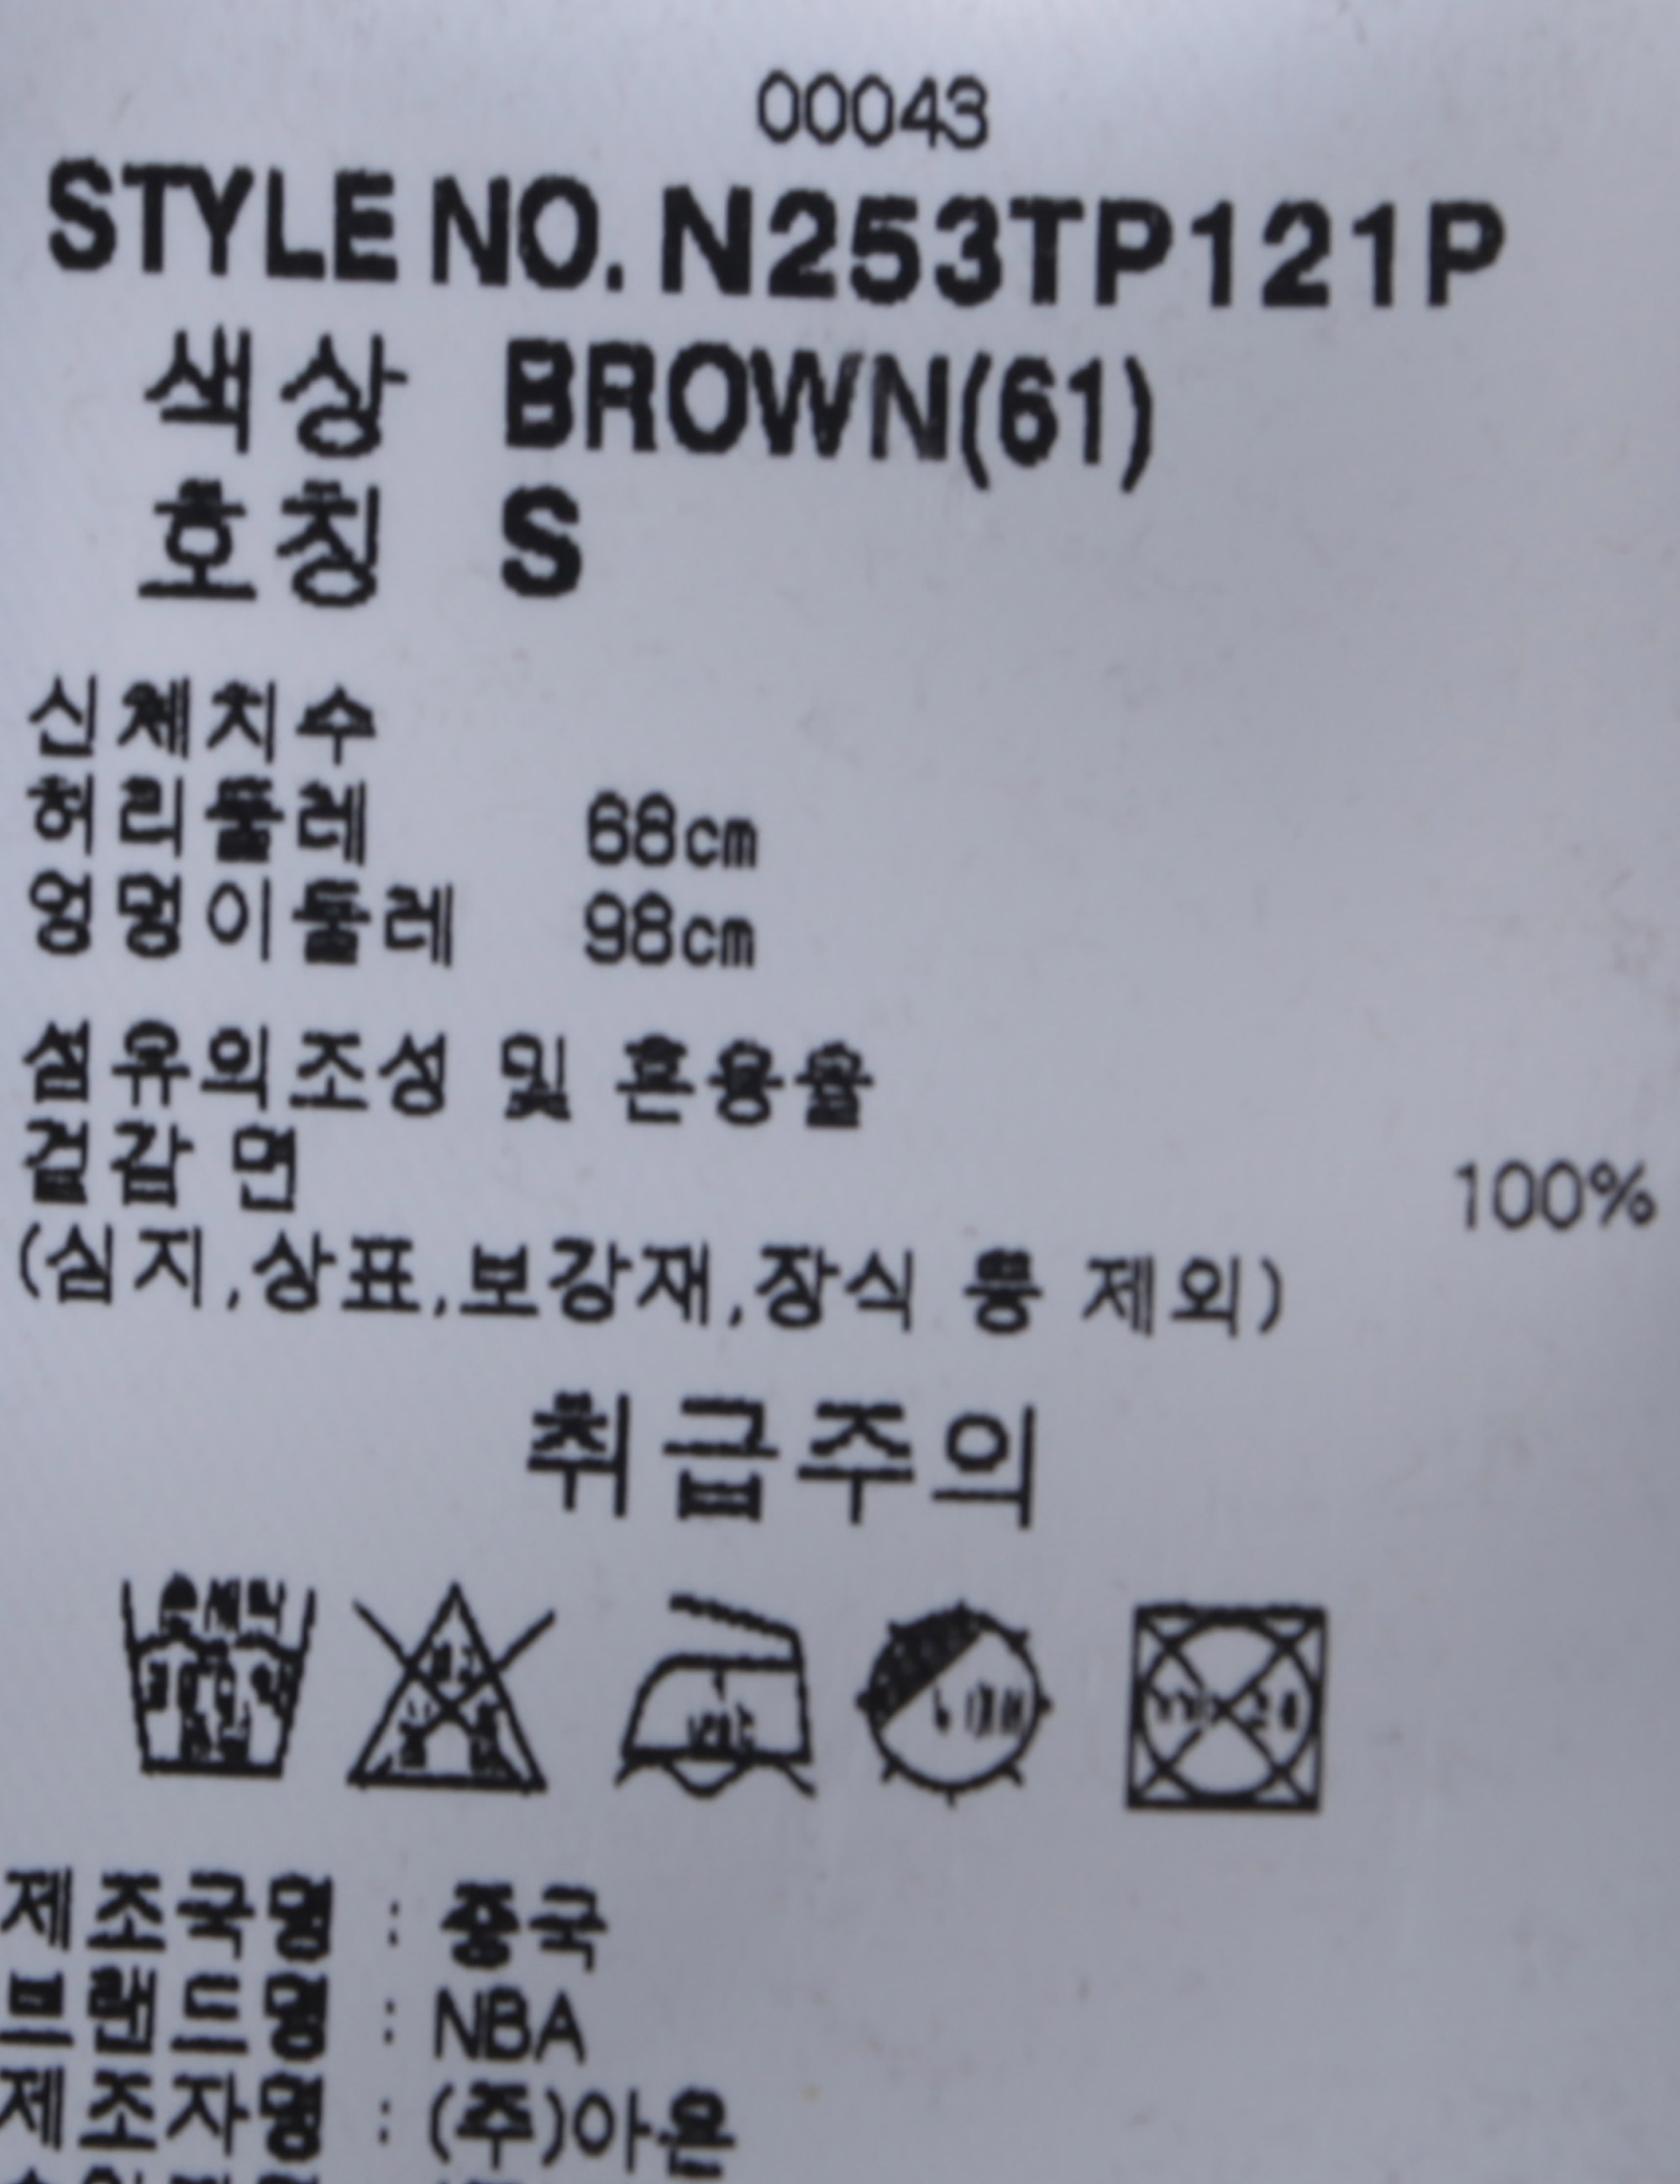 00043
STYLE NO. N253TP121P
색상 BROWN(61)
호칭 S
신체치수
허리둘레 68cm
엉덩이둘레 98cm
섬유의조성 및 혼용율
겉감 면 100%
(심지,상표,보강재,장식 등 제외)
취급주의
제조국명 : 중국
브랜드명 : NBA
제조자명 : (주)아은